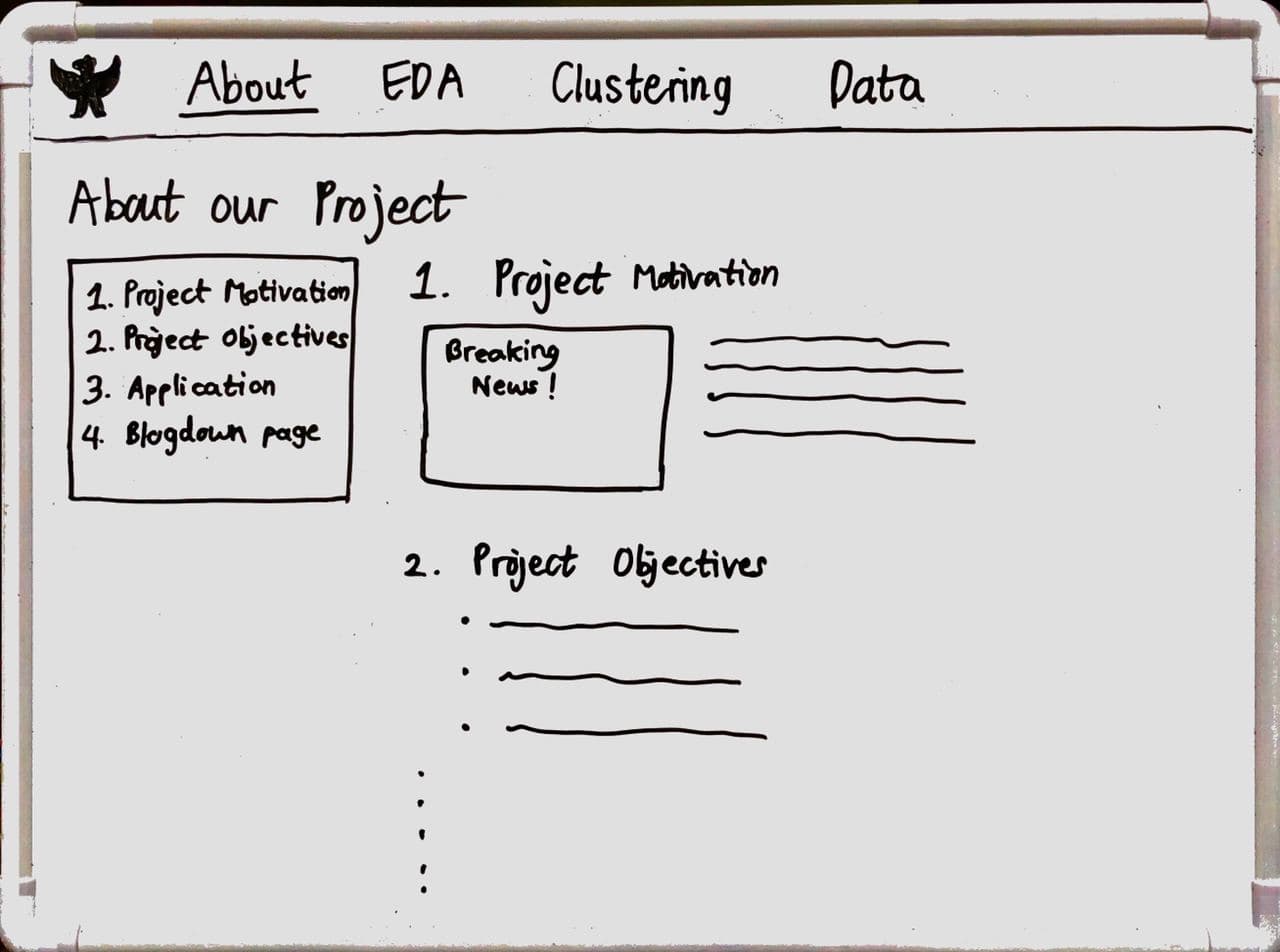 About EDA Clustering Data
About our Project
1. Project Motivation
2. Project Objectives
3. Application
4. Blogdown page
1. Project Motivation
Breaking
News!
2. Project Objectives